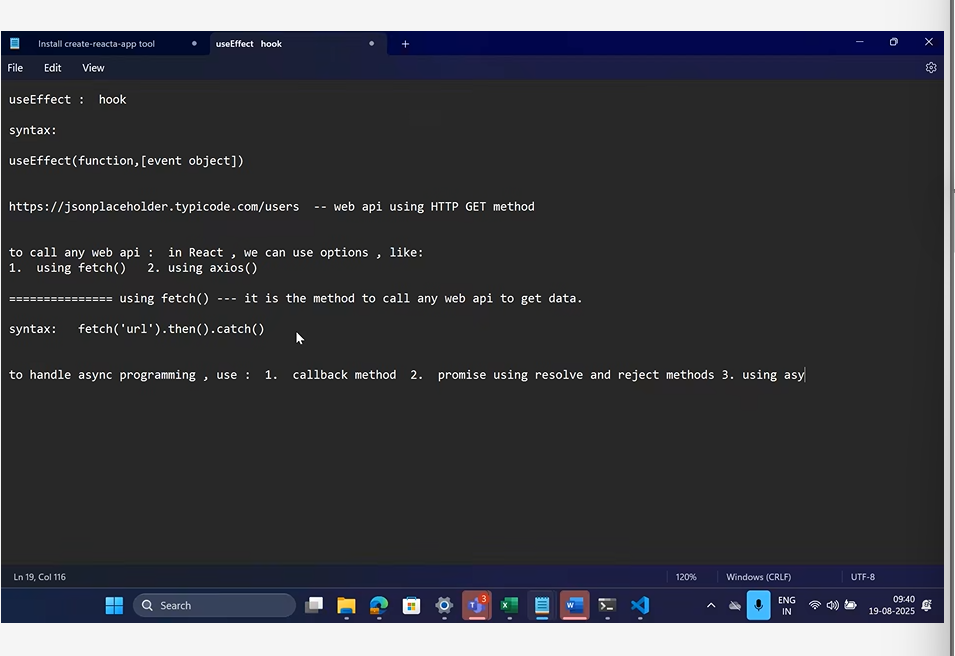 Install create-reacta-app tool
useEffect hook
File Edit View
useEffect : hook
syntax:
useEffect(function,[event object])
https://jsonplaceholder.typicode.com/users -- web api using HTTP GET method
to call any web api : in React , we can use options , like:
1. using fetch() 2. using axios()
=============== using fetch() --- it is the method to call any web api to get data.
syntax: fetch('url').then().catch()
to handle async programming , use : 1. callback method 2. promise using resolve and reject methods 3. using asy
Ln 19, Col 116
120%
Windows (CRLF)
UTF-8
Search
3
ENG
IN
09:40
19-08-2025